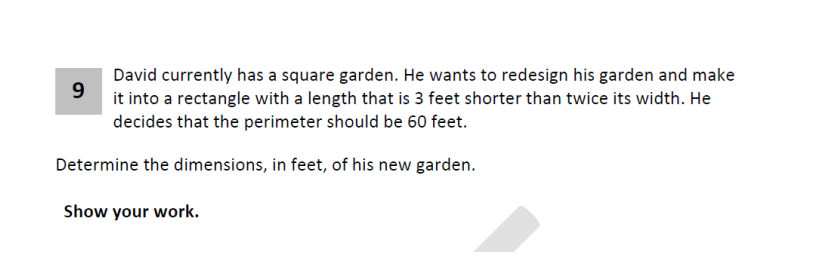 9
David currently has a square garden. He wants to redesign his garden and make
it into a rectangle with a length that is 3 feet shorter than twice its width. He
decides that the perimeter should be 60 feet.
Determine the dimensions, in feet, of his new garden.
Show your work.